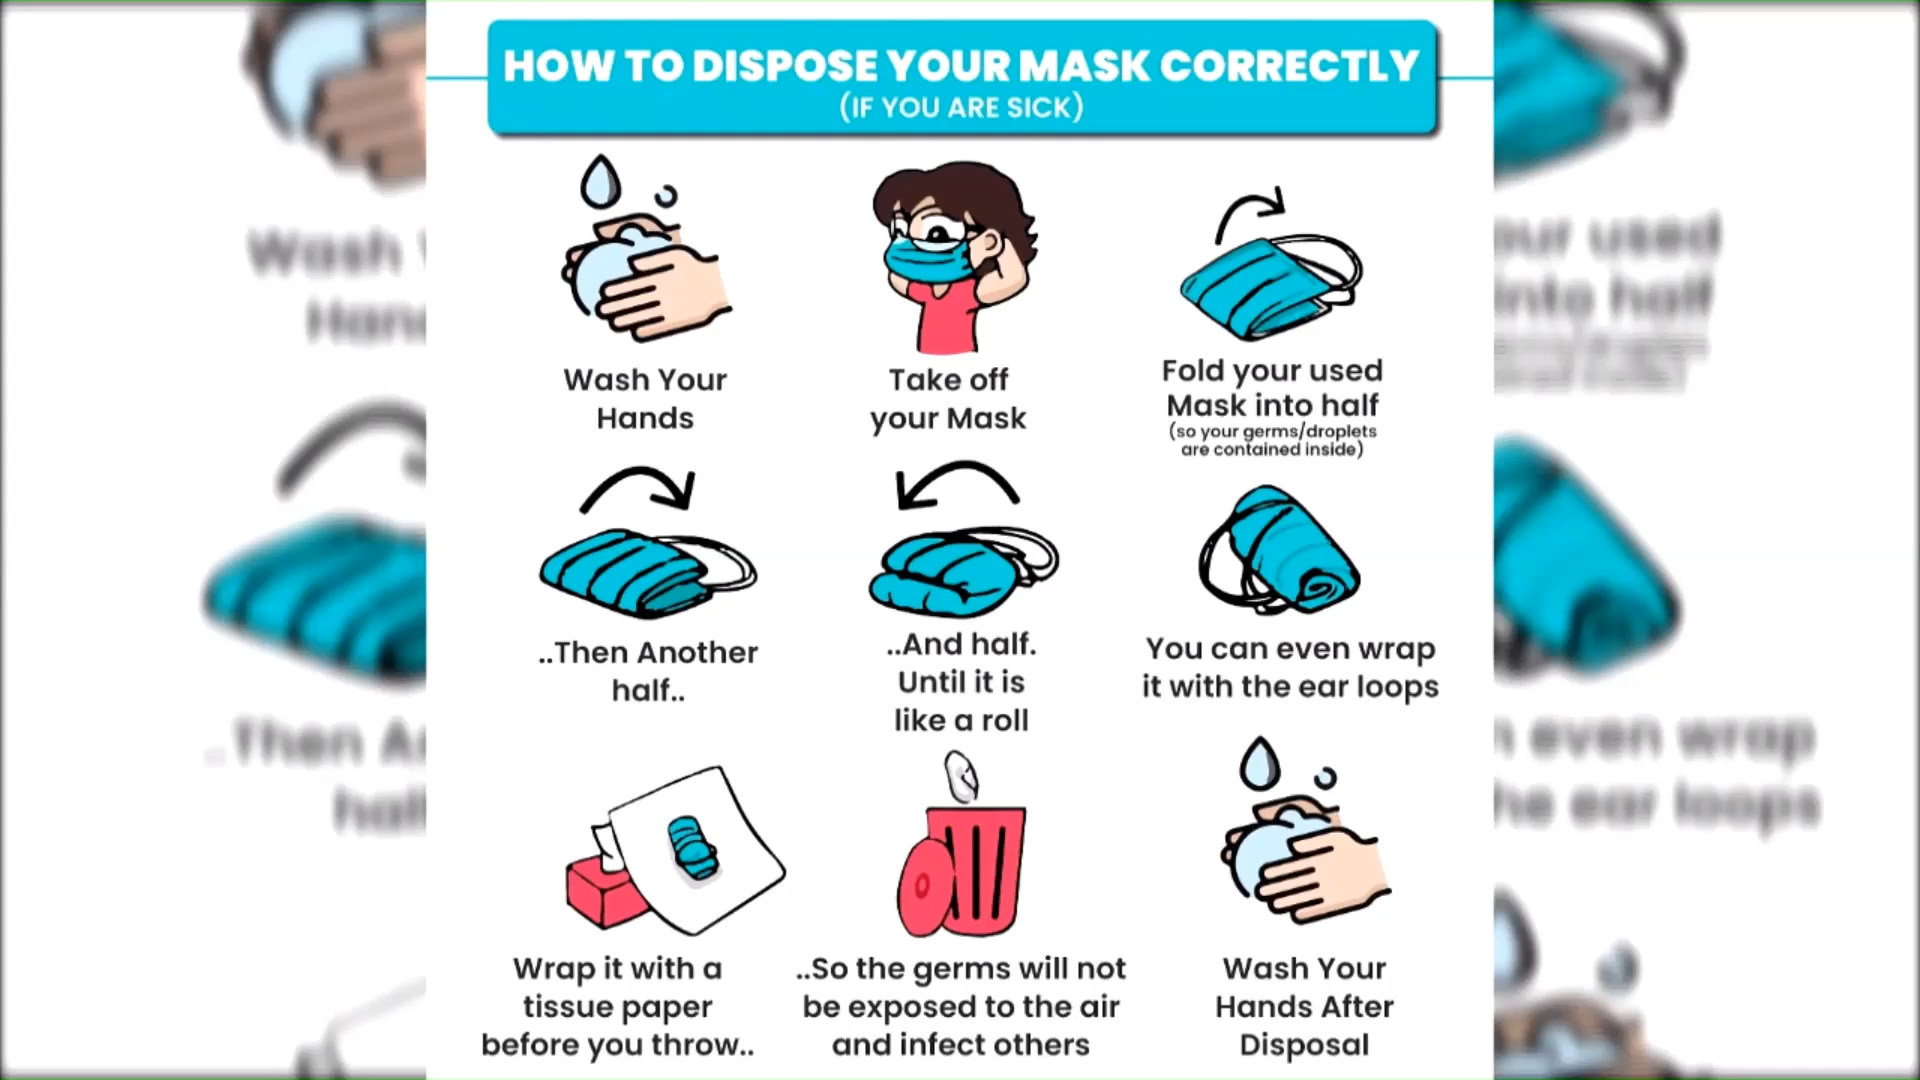 HOW TO DISPOSE YOUR MASK CORRECTLY
(IF YOU ARE SICK)
Wash Your
Hands
Take off
your Mask
Fold your used
Mask into half
(so your germs/droplets
are contained inside)
..Then Another
half..
..And half.
Until it is
like a roll
You can even wrap
it with the ear loops
Wrap it with a
tissue paper
before you throw..
..So the germs will not
be exposed to the air
and infect others
Wash Your
Hands After
Disposal